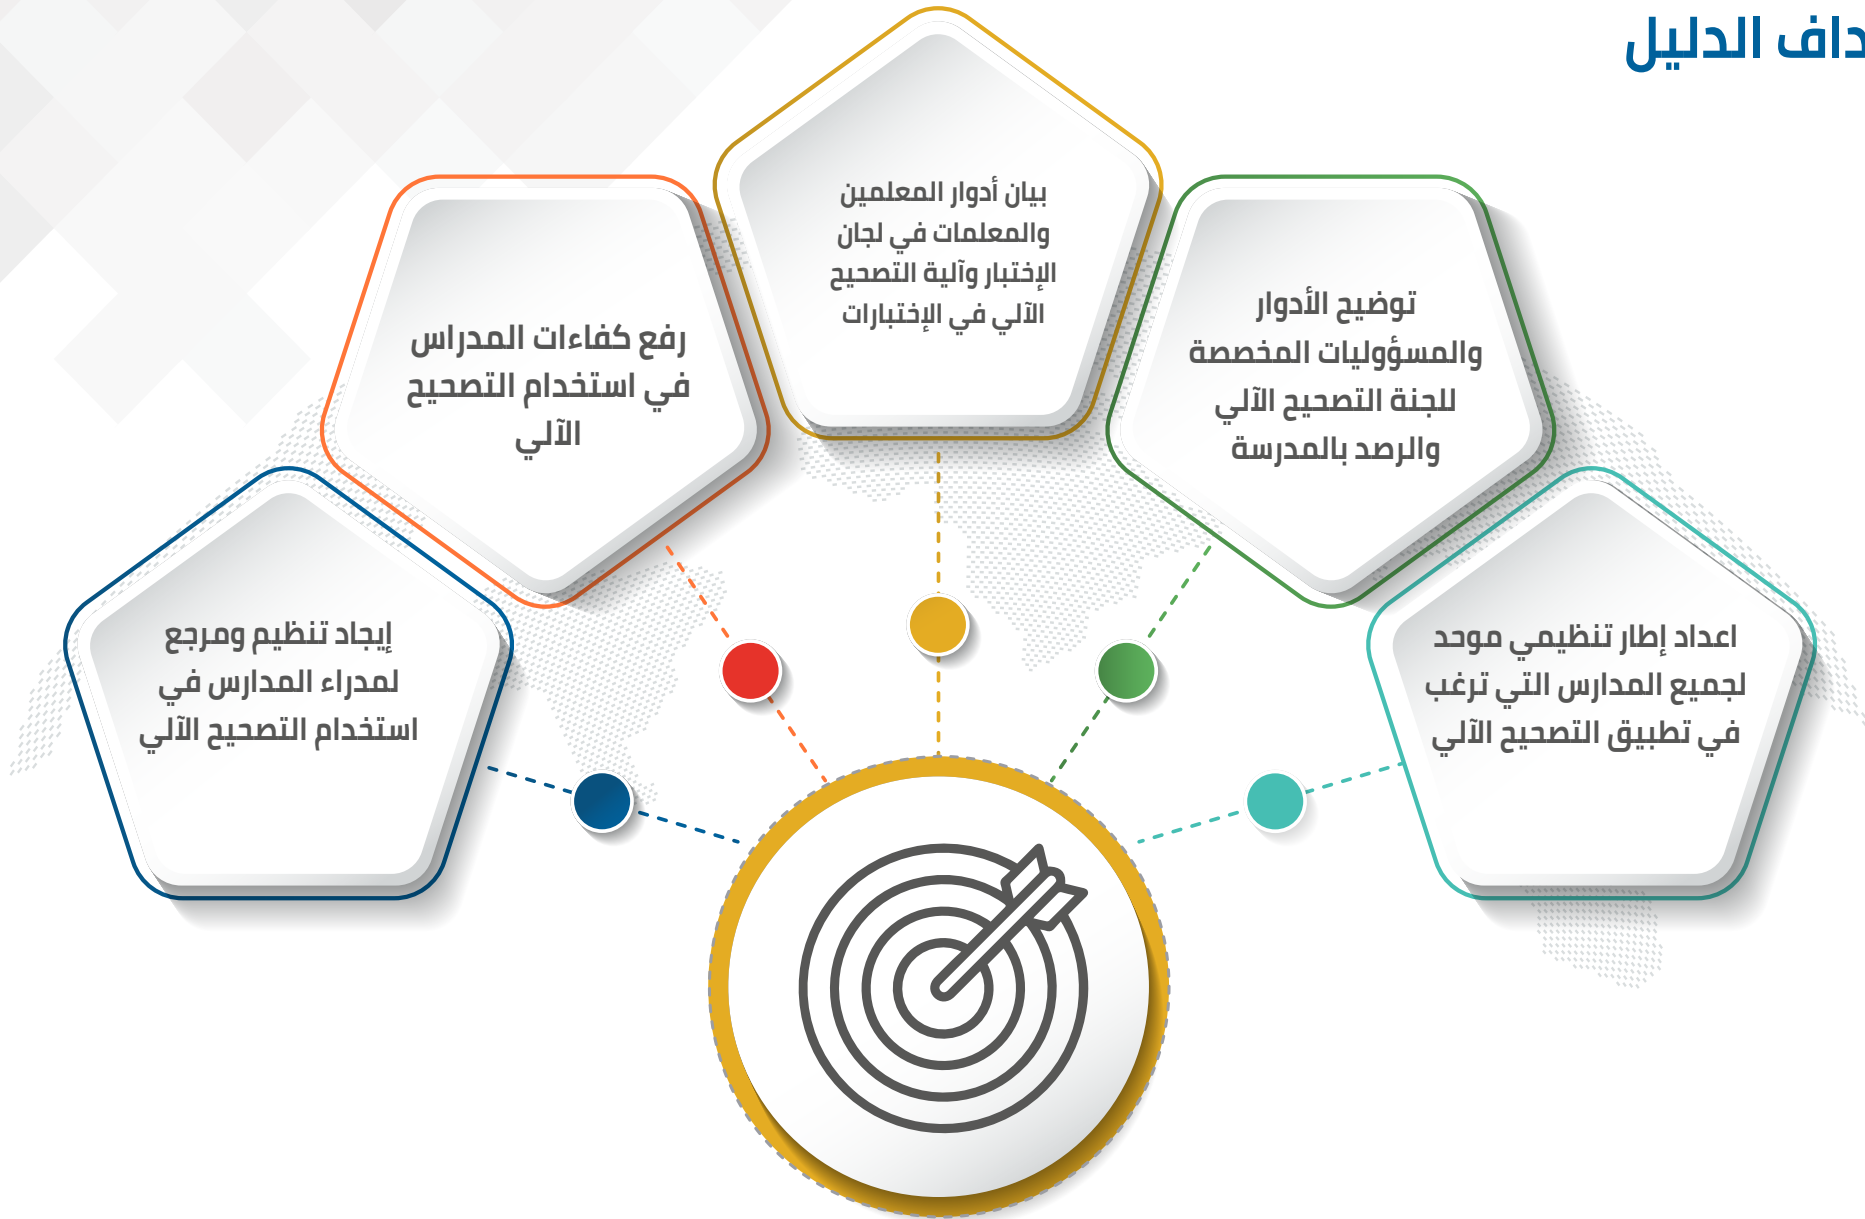 داف الدليل
اعداد إطار تنظيمي موحد
لجميع المدارس التي ترغب
في تطبيق التصحيح الآلي
توضيح الأدوار
والمسؤوليات المخصصة
للجنة التصحيح الآلي
والرصد بالمدرسة
بيان أدوار المعلمين
والمعلمات في لجان
الإختبار وآلية التصحيح
الآلي في الإختبارات
رفع كفاءات المدراس
في استخدام التصحيح
الآلي
إيجاد تنظيم ومرجع
لمدراء المدارس في
استخدام التصحيح الآلي